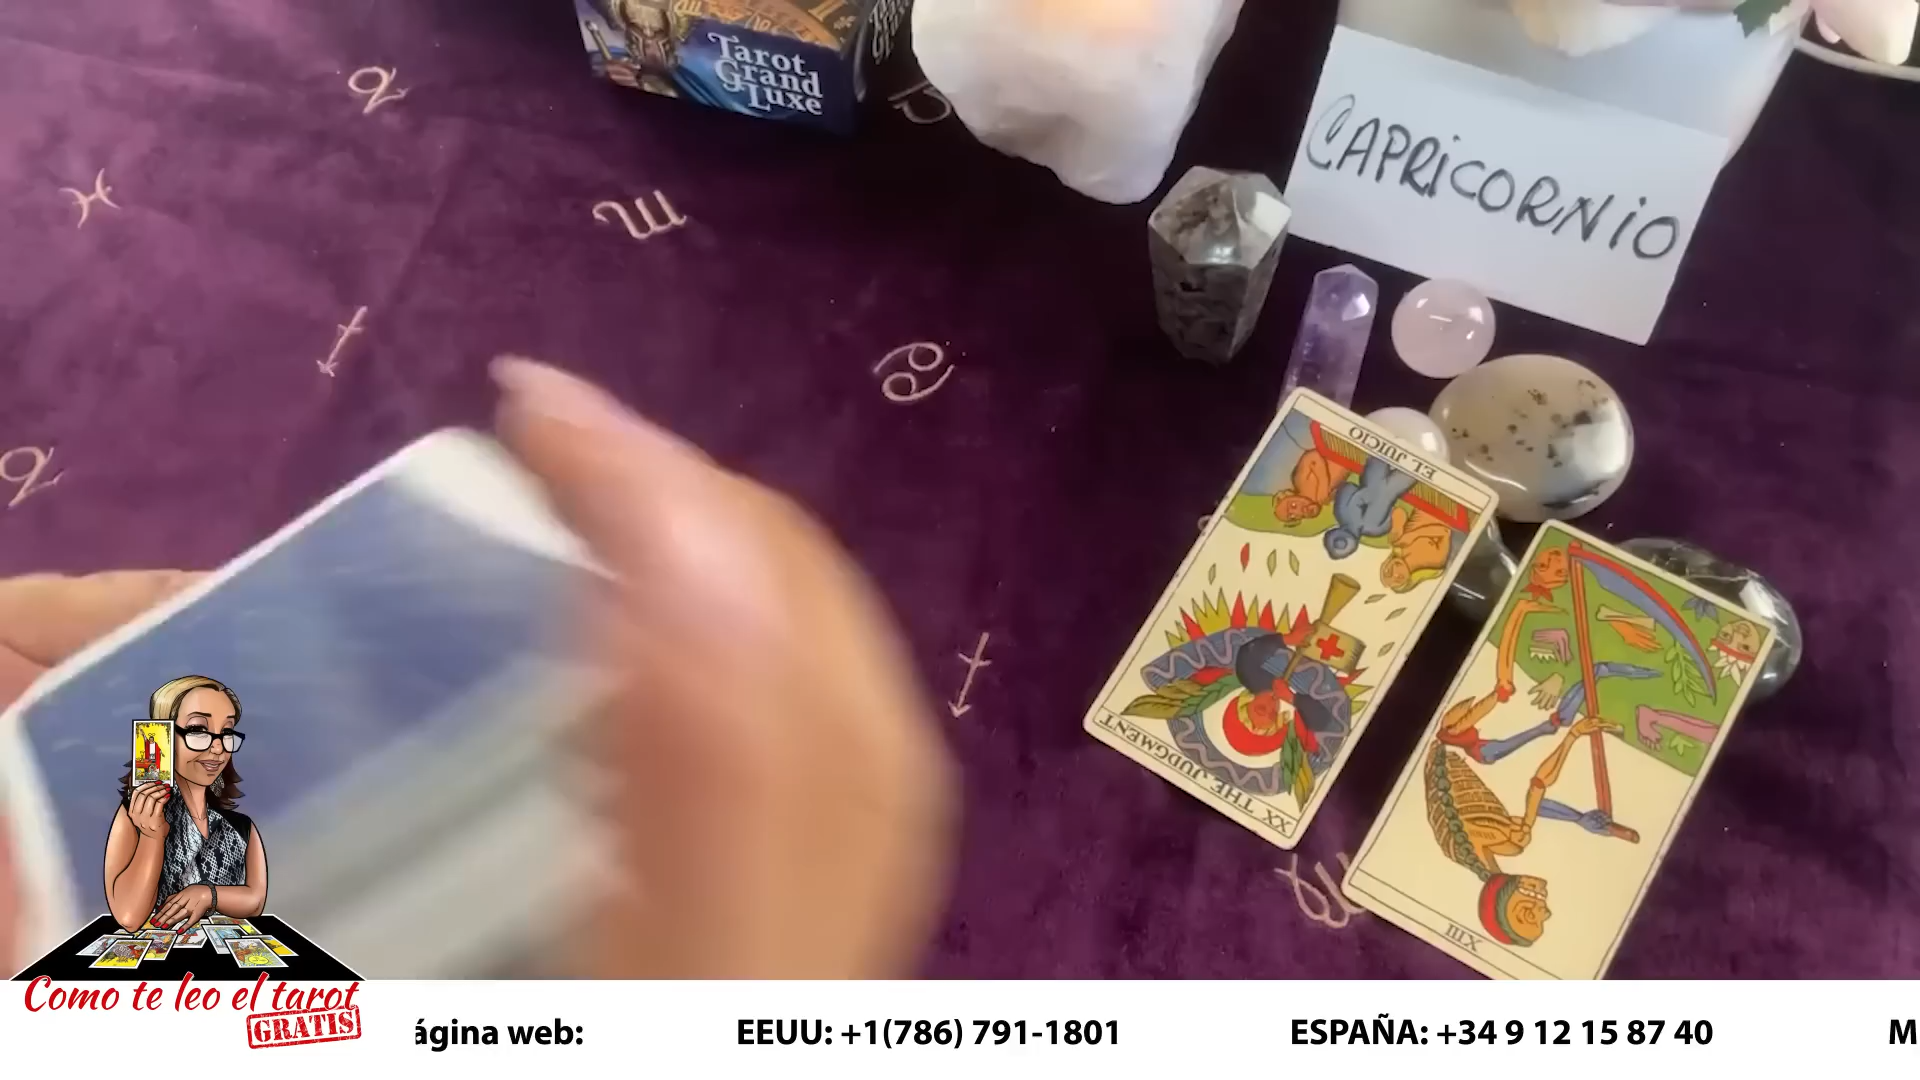 Tarot
Grand
Luxe
CAPRICORNIO
EL JUICIO
XX THE JUDGMENT
XIII
Como te leo el tarot
GRATIS
ágina web:
EEUU: +1(786) 791-1801
ESPAÑA: +34 9 12 15 87 40
M